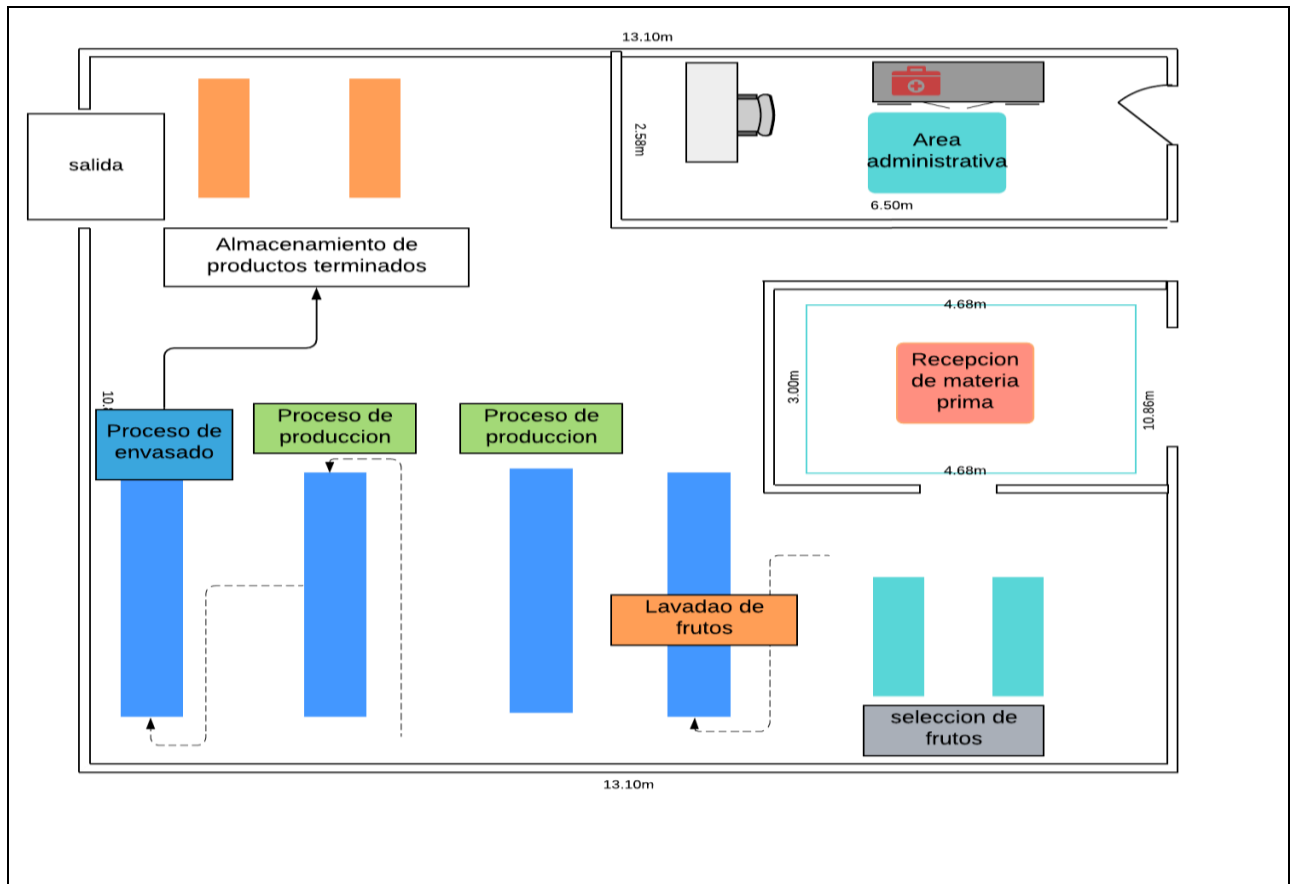 13.10m
salida
2.58m
Area
administrativa
6.50m
Almacenamiento de
productos terminados
4.68m
Recepcion
de materia
prima
3.00m
10.86m
4.68m
Proceso de
envasado
Proceso de
produccion
Proceso de
produccion
Lavadao de
frutos
seleccion de
frutos
13.10m